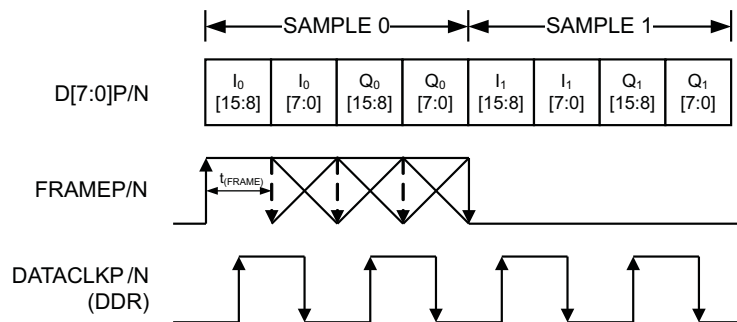 SAMPLE 0 SAMPLE 1
D[7:0]P/N
I0 I0 Q0 Q0 I1 I1 Q1 Q1
[15:8] [7:0] [15:8] [7:0] [15:8] [7:0] [15:8] [7:0]
t(FRAME)
FRAMEP/N
DATACLKP/N
(DDR)